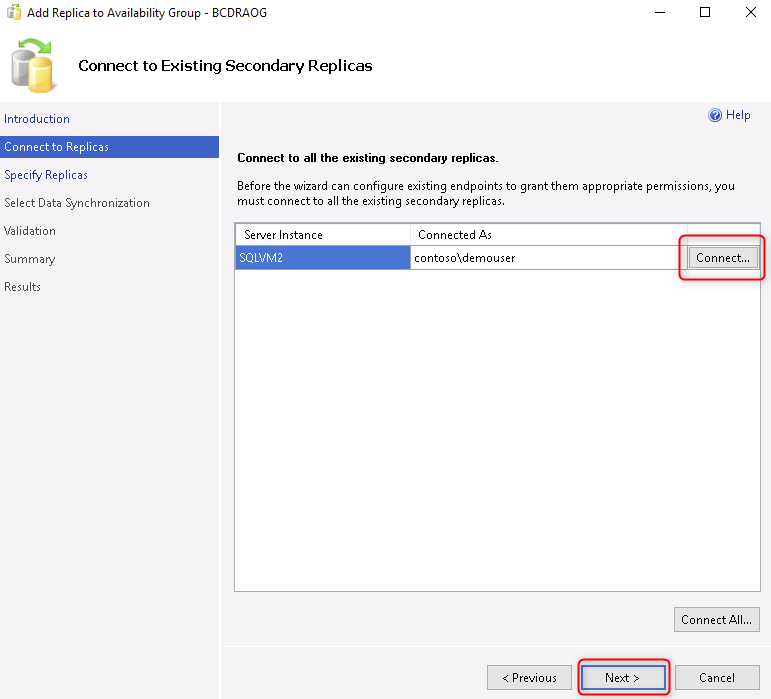 Add Replica to Availability Group - BCDRAOG
Connect to Existing Secondary Replicas
Introduction
Connect to Replicas
Specify Replicas
Select Data Synchronization
Validation
Summary
Results
Help
Connect to all the existing secondary replicas.
Before the wizard can configure existing endpoints to grant them appropriate permissions, you
must connect to all the existing secondary replicas.
Server Instance Connected As
SQLVM2 contoso\demouser Connect...
Connect All...
< Previous Next > Cancel